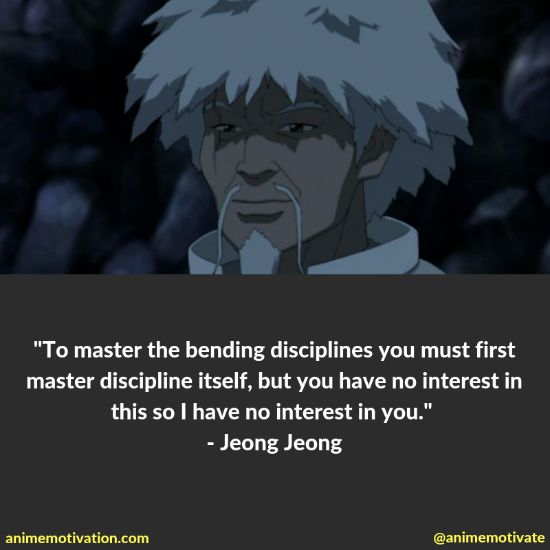 "To master the bending disciplines you must first
master discipline itself, but you have no interest in
this so I have no interest in you."
- Jeong Jeong
animemotivation.com
@animemotivate